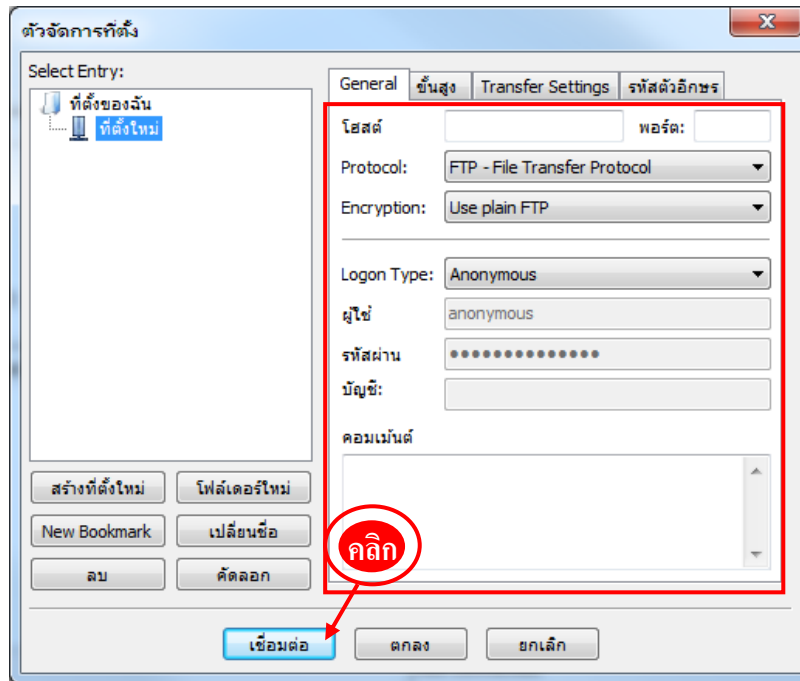 ตัวจัดการที่ตั้ง
Select Entry:
ที่ตั้งของฉัน
ที่ตั้งใหม่
General ขั้นสูง Transfer Settings รหัสตัวอักษร
โฮสต์ พอร์ต:
Protocol: FTP - File Transfer Protocol
Encryption: Use plain FTP
Logon Type: Anonymous
ผู้ใช้ anonymous
รหัสผ่าน ●●●●●●●●●●●●●●
บัญชี:
คอมเม้นต์
สร้างที่ตั้งใหม่ โฟล์เดอร์ใหม่
New Bookmark เปลี่ยนชื่อ
ลบ คัดลอก
คลิก
เชื่อมต่อ ตกลง ยกเลิก